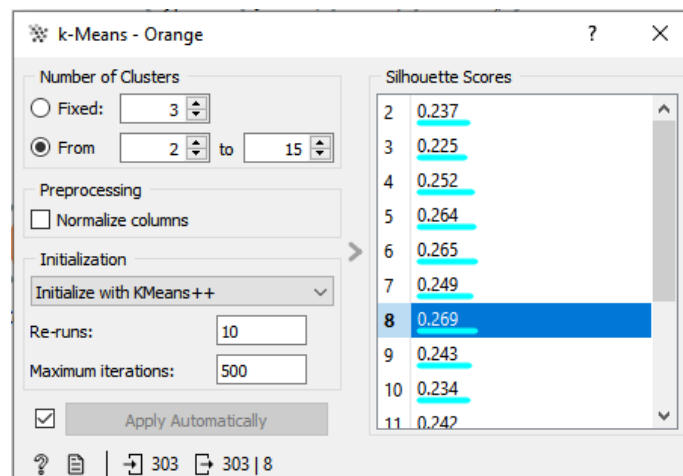 k-Means - Orange ?
Number of Clusters
Fixed: 3
From 2 to 15
Preprocessing
Normalize columns
Initialization
Initialize with KMeans++
Re-runs: 10
Maximum iterations: 500
Apply Automatically
? 303 303 | 8
Silhouette Scores
2 0.237
3 0.225
4 0.252
5 0.264
6 0.265
7 0.249
8 0.269
9 0.243
10 0.234
11 0.242